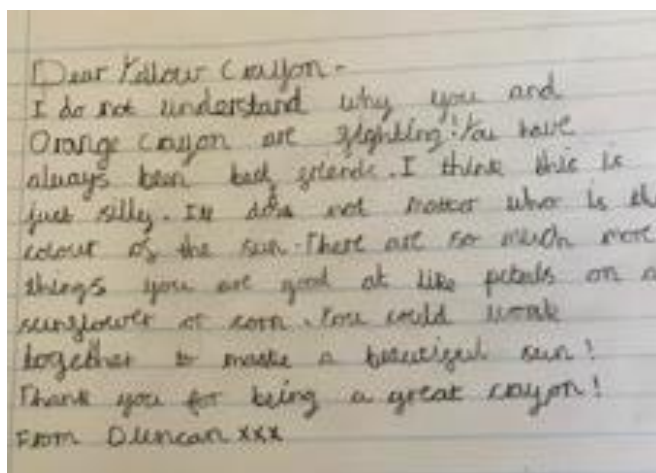 Dear Yellow Crayon -
I do not understand why you and
Orange Crayon are fighting! You have
always been best friends. I think this is
just silly. It does not matter who is the
colour of the sun. There are so much more
things you are good at like petals on a
sunflower or corn. You could work
together to make a beautiful sun!
Thank you for being a great crayon!
From Duncan xxx